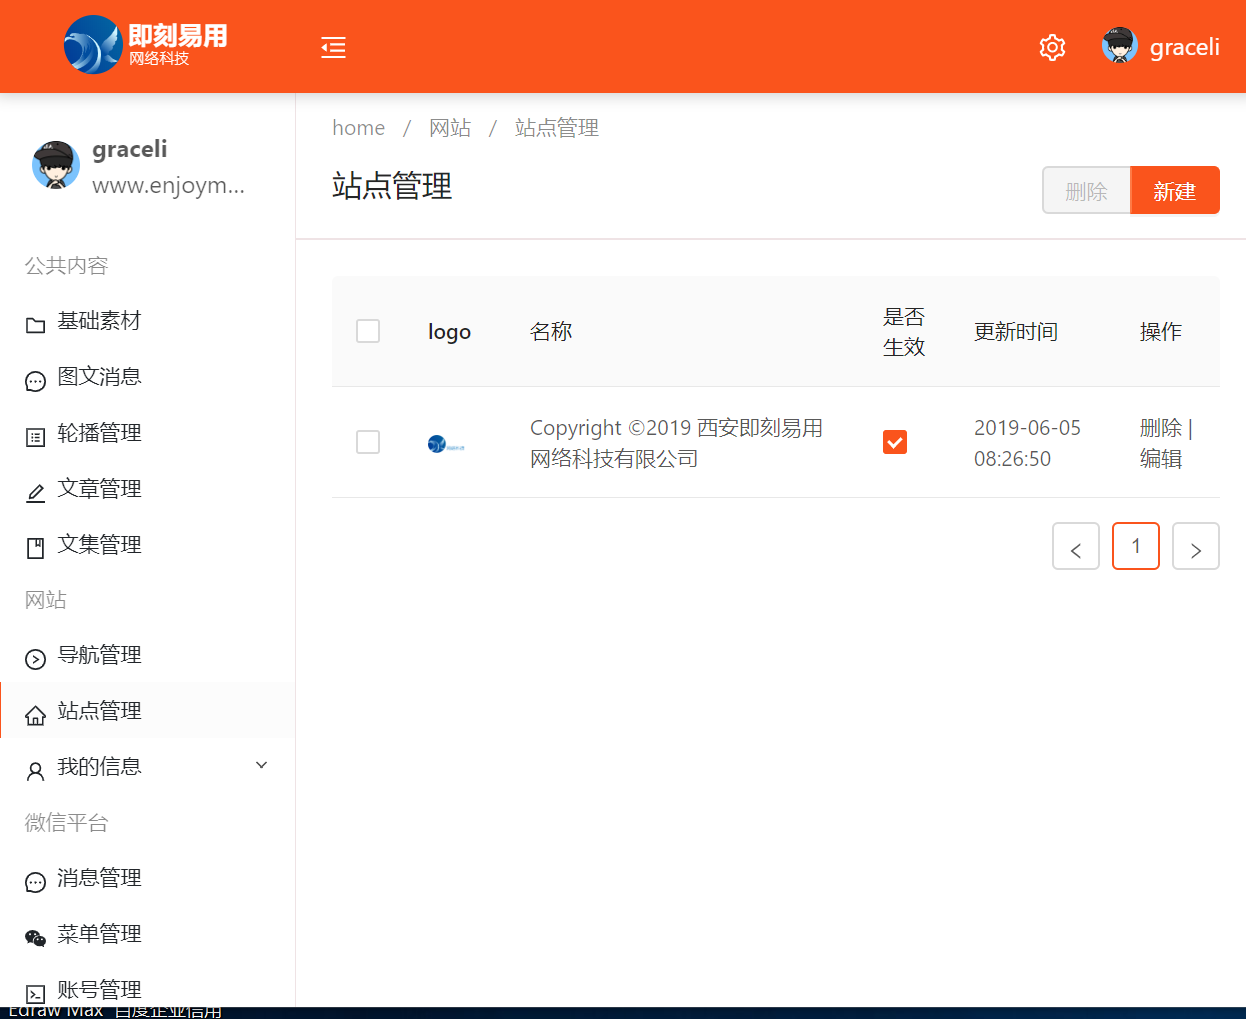 即刻易用
网络科技
graceli
graceli
www.enjoym...
公共内容
基础素材
图文消息
轮播管理
文章管理
文集管理
网站
导航管理
站点管理
我的信息
微信平台
消息管理
菜单管理
账号管理
home / 网站 / 站点管理
站点管理
删除 新建
logo 名称 是否生效 更新时间 操作
Copyright ©2019 西安即刻易用
网络科技有限公司
2019-06-05
08:26:50
删除 |
编辑
< 1 >
Edraw Max 百度企业信用